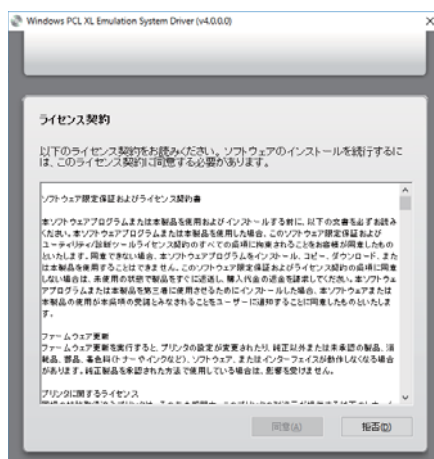 Windows PCL XL Emulation System Driver (v4.0.0.0)
ライセンス契約
以下のライセンス契約をお読みください。ソフトウェアのインストールを続行するに
は、このライセンス契約に同意する必要があります。
ソフトウェア限定保証およびライセンス契約書
本ソフトウェアプログラムまたは本製品を使用およびインストールする前に、以下の文書を必ずお読み
ください。本ソフトウェアプログラムまたは本製品を使用した場合、このソフトウェア限定保証および
ユーティリティ/診断ツールライセンス契約のすべての条項に拘束されることをお客様が同意したもの
といたします。同意できない場合、本ソフトウェアプログラムをインストール、コピー、ダウンロード、また
は本製品を使用することはできません。このソフトウェア限定保証およびライセンス契約の条項に同意
しない場合は、未使用の状態で製品をすぐに返送し、購入代金の返金を請求してください。本ソフトウェ
アプログラムまたは本製品を第三者に使用させるためにインストールした場合、本ソフトウェアまたは
本製品の使用が本条項の受諾とみなされることをユーザーに通知することに同意したものといたしま
す。
ファームウェア更新
ファームウェア更新を実行すると、プリンタの設定が変更されたり、純正以外または未承認の製品、消
耗品、部品、着色料(トナーやインクなど)、ソフトウェア、またはインターフェイスが動作しなくなる場合
があります。純正製品を承認された方法で使用している場合は、影響を受けません。
プリンタに関するライセンス
同意(A)
拒否(D)